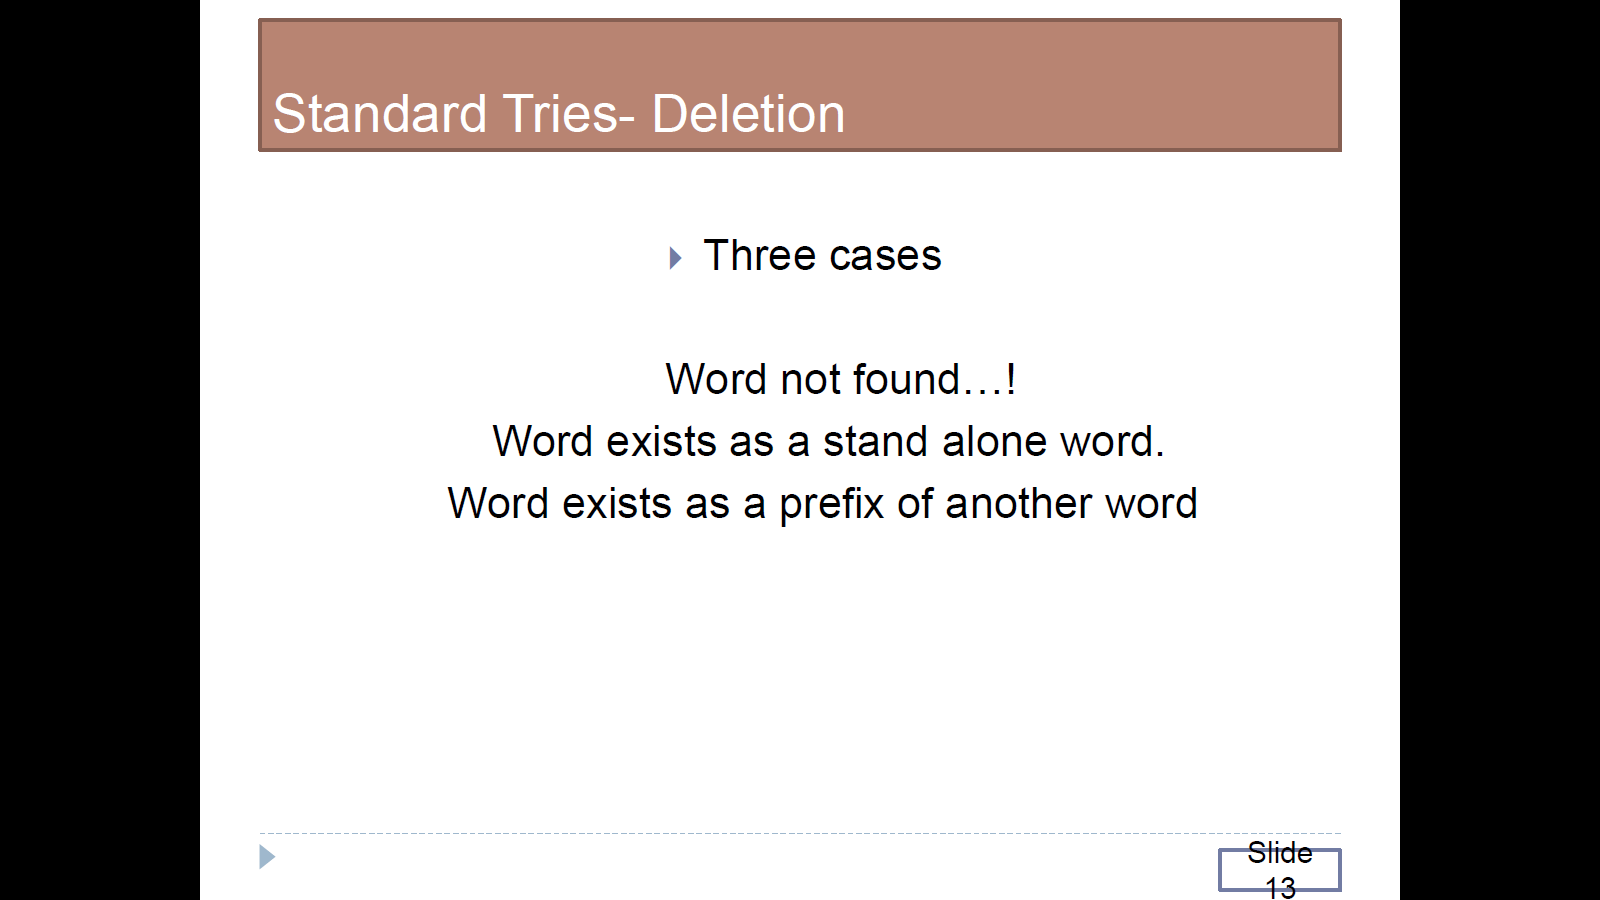 Standard Tries- Deletion
Three cases
Word not found…!
Word exists as a stand alone word.
Word exists as a prefix of another word
Slide
13